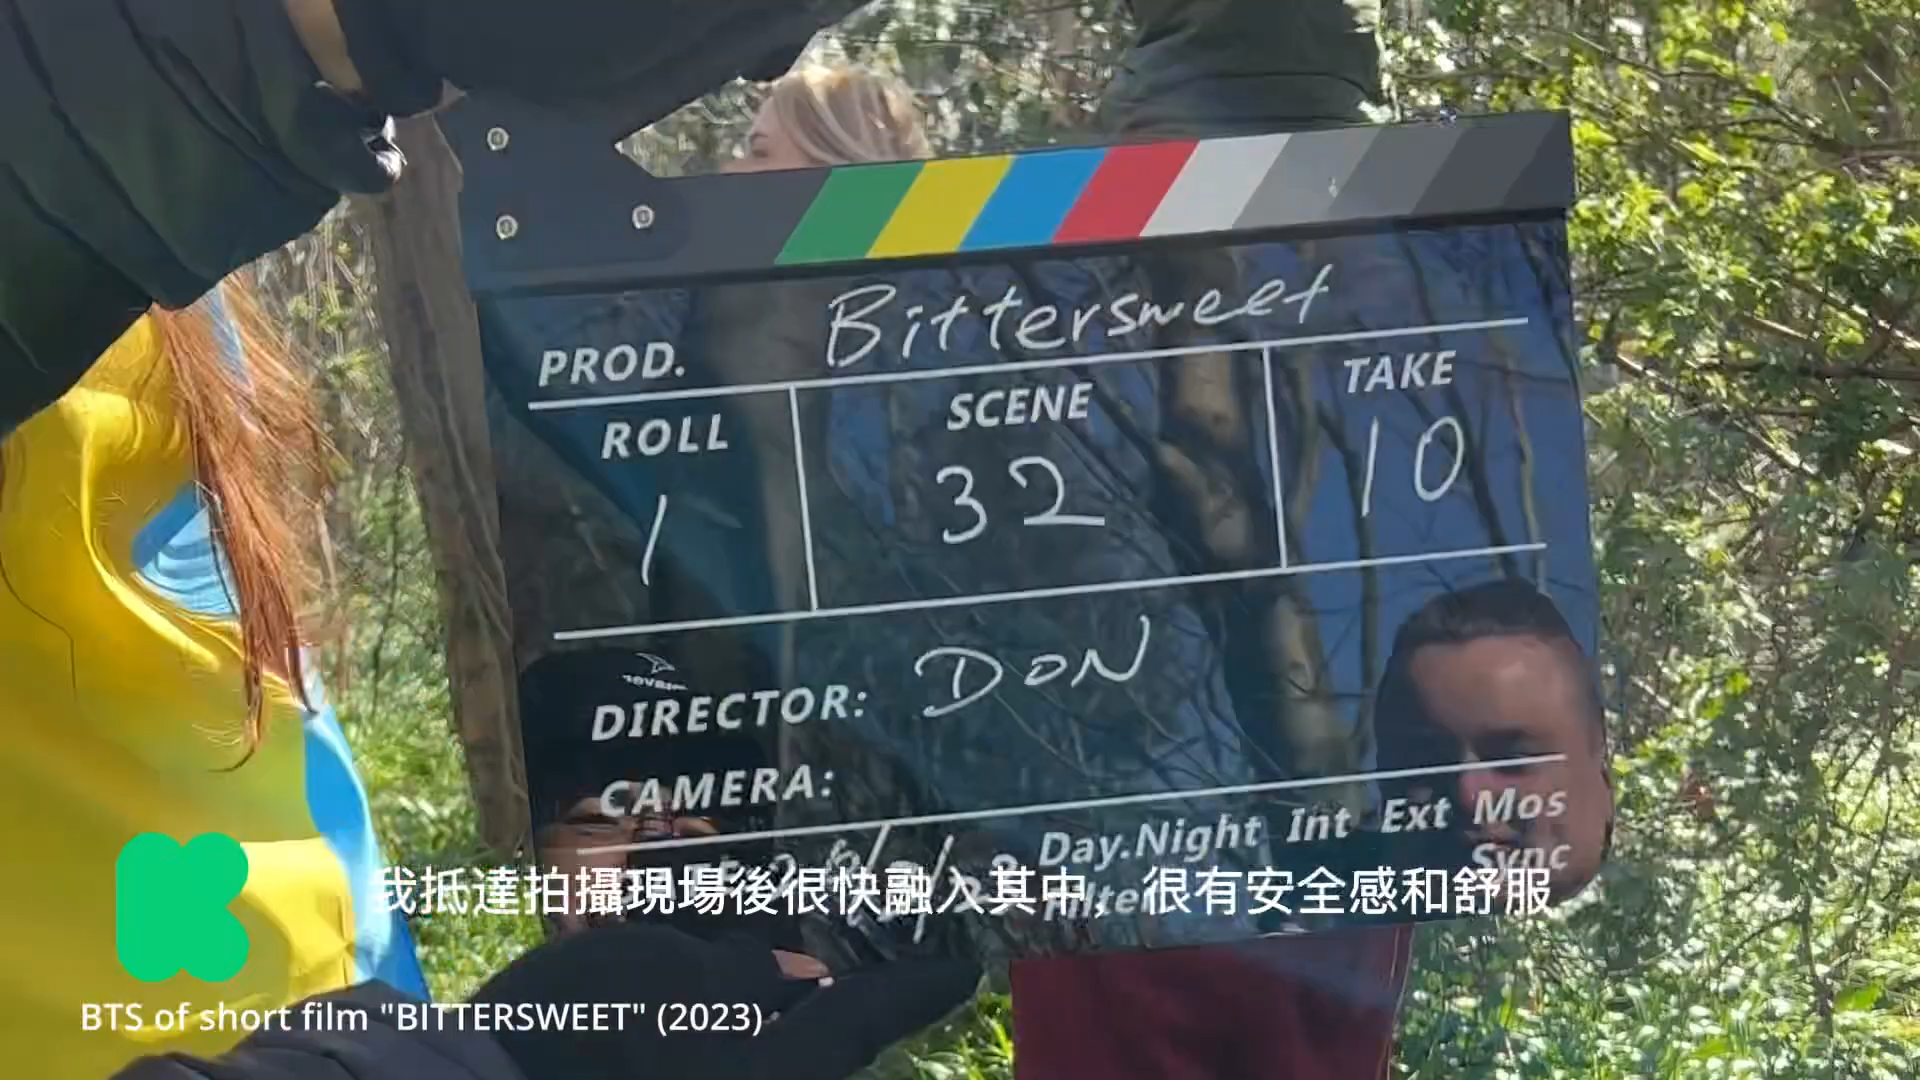 PROD. Bittersweet
ROLL SCENE TAKE
1 32 10
DIRECTOR: DON
CAMERA:
Day.Night Int Ext Mos
Sync
我抵達拍攝現場後很快融入其中，很有安全感和舒服
BTS of short film "BITTERSWEET" (2023)